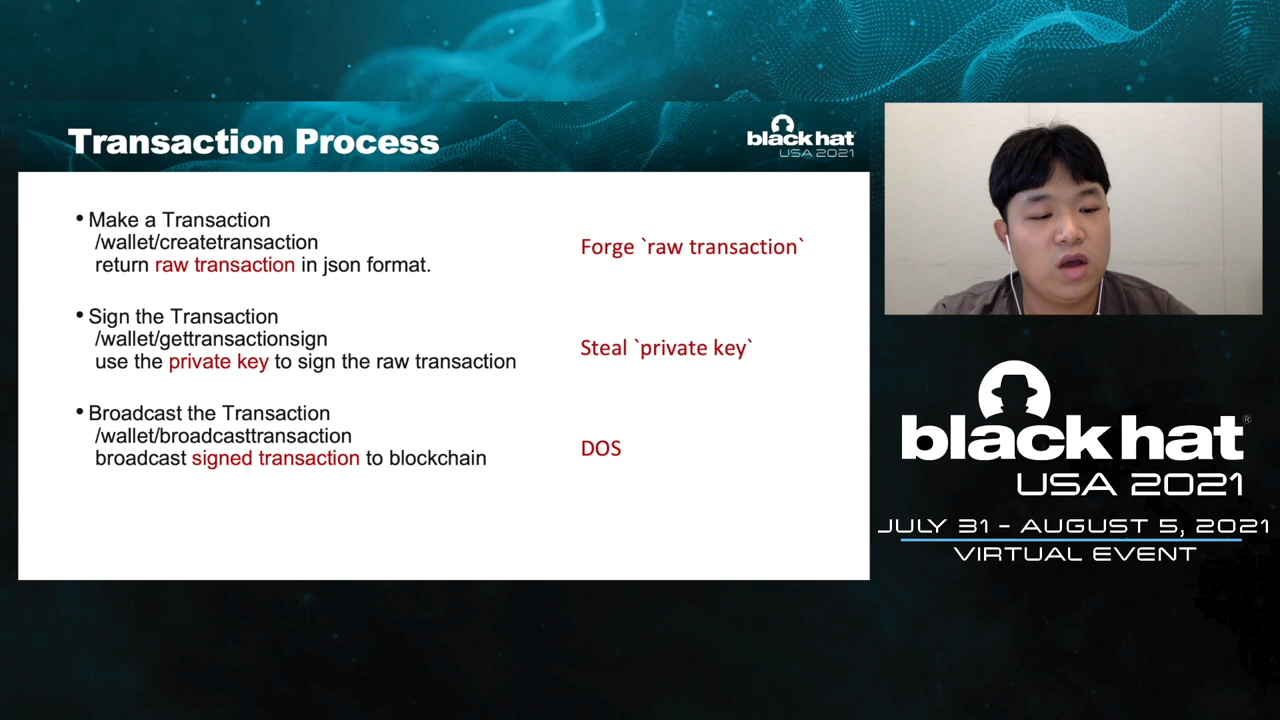 Transaction Process
black hat
USA 2021
• Make a Transaction
/wallet/createtransaction
return raw transaction in json format.
Forge `raw transaction`
• Sign the Transaction
/wallet/gettransactionsign
use the private key to sign the raw transaction
Steal `private key`
• Broadcast the Transaction
/wallet/broadcasttransaction
broadcast signed transaction to blockchain
DOS
black hat®
USA 2021
JULY 31 - AUGUST 5, 2021
VIRTUAL EVENT